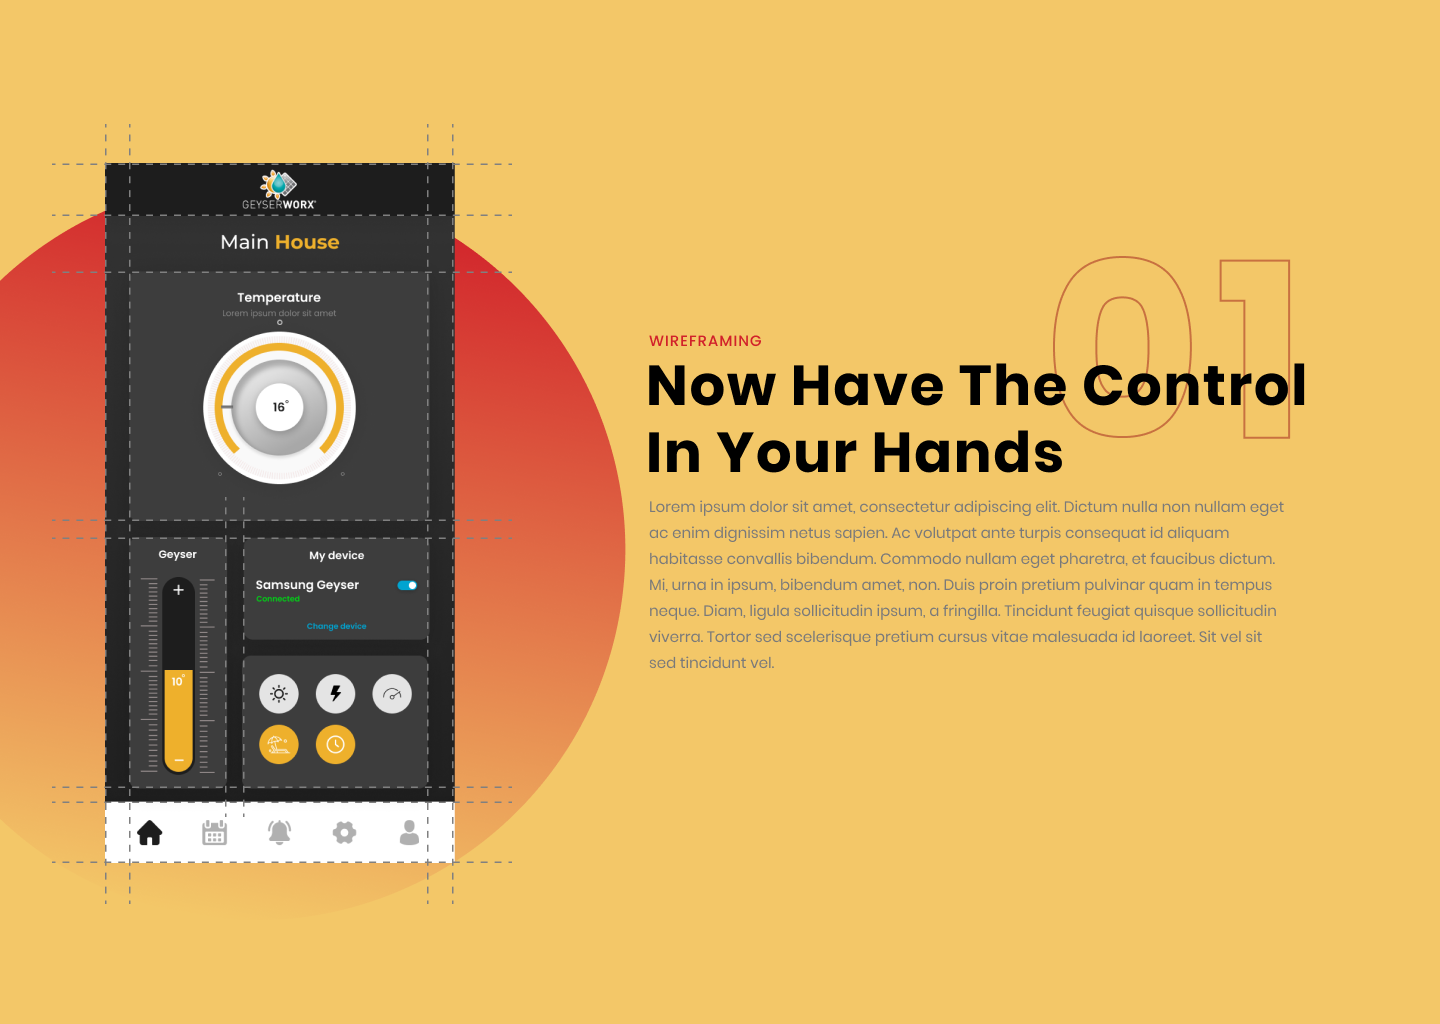 GEYSERWORX
Main House
Temperature
Lorem ipsum dolor sit amet
16°
Geyser
+
10°
–
My device
Samsung Geyser
Connected
Change device
01
WIREFRAMING
Now Have The Control
In Your Hands
Lorem ipsum dolor sit amet, consectetur adipiscing elit. Dictum nulla non nullam eget
ac enim dignissim netus sapien. Ac volutpat ante turpis consequat id aliquam
habitasse convallis bibendum. Commodo nullam eget pharetra, et faucibus dictum.
Mi, urna in ipsum, bibendum amet, non. Duis proin pretium pulvinar quam in tempus
neque. Diam, ligula sollicitudin ipsum, a fringilla. Tincidunt feugiat quisque sollicitudin
viverra. Tortor sed scelerisque pretium cursus vitae malesuada id laoreet. Sit vel sit
sed tincidunt vel.